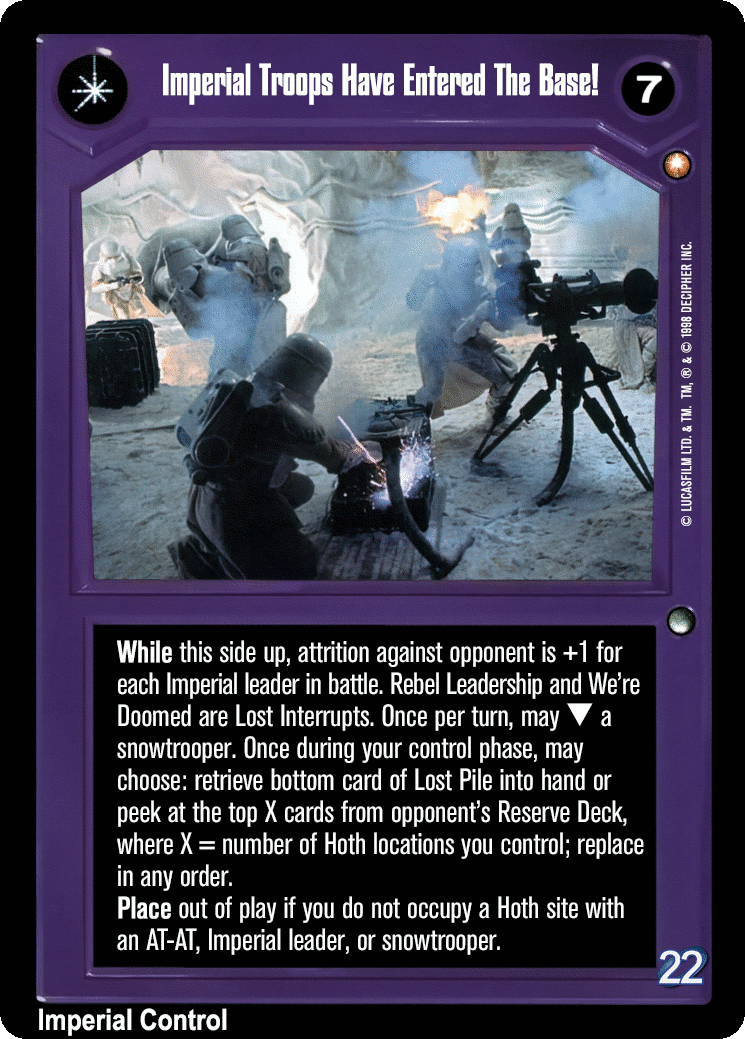 Imperial Troops Have Entered The Base!
7
© LUCASFILM LTD. & TM. TM, ® & © 1998 DECIPHER INC.
While this side up, attrition against opponent is +1 for
each Imperial leader in battle. Rebel Leadership and We're
Doomed are Lost Interrupts. Once per turn, may ▼ a
snowtrooper. Once during your control phase, may
choose: retrieve bottom card of Lost Pile into hand or
peek at the top X cards from opponent's Reserve Deck,
where X = number of Hoth locations you control; replace
in any order.
Place out of play if you do not occupy a Hoth site with
an AT-AT, Imperial leader, or snowtrooper.
22
Imperial Control